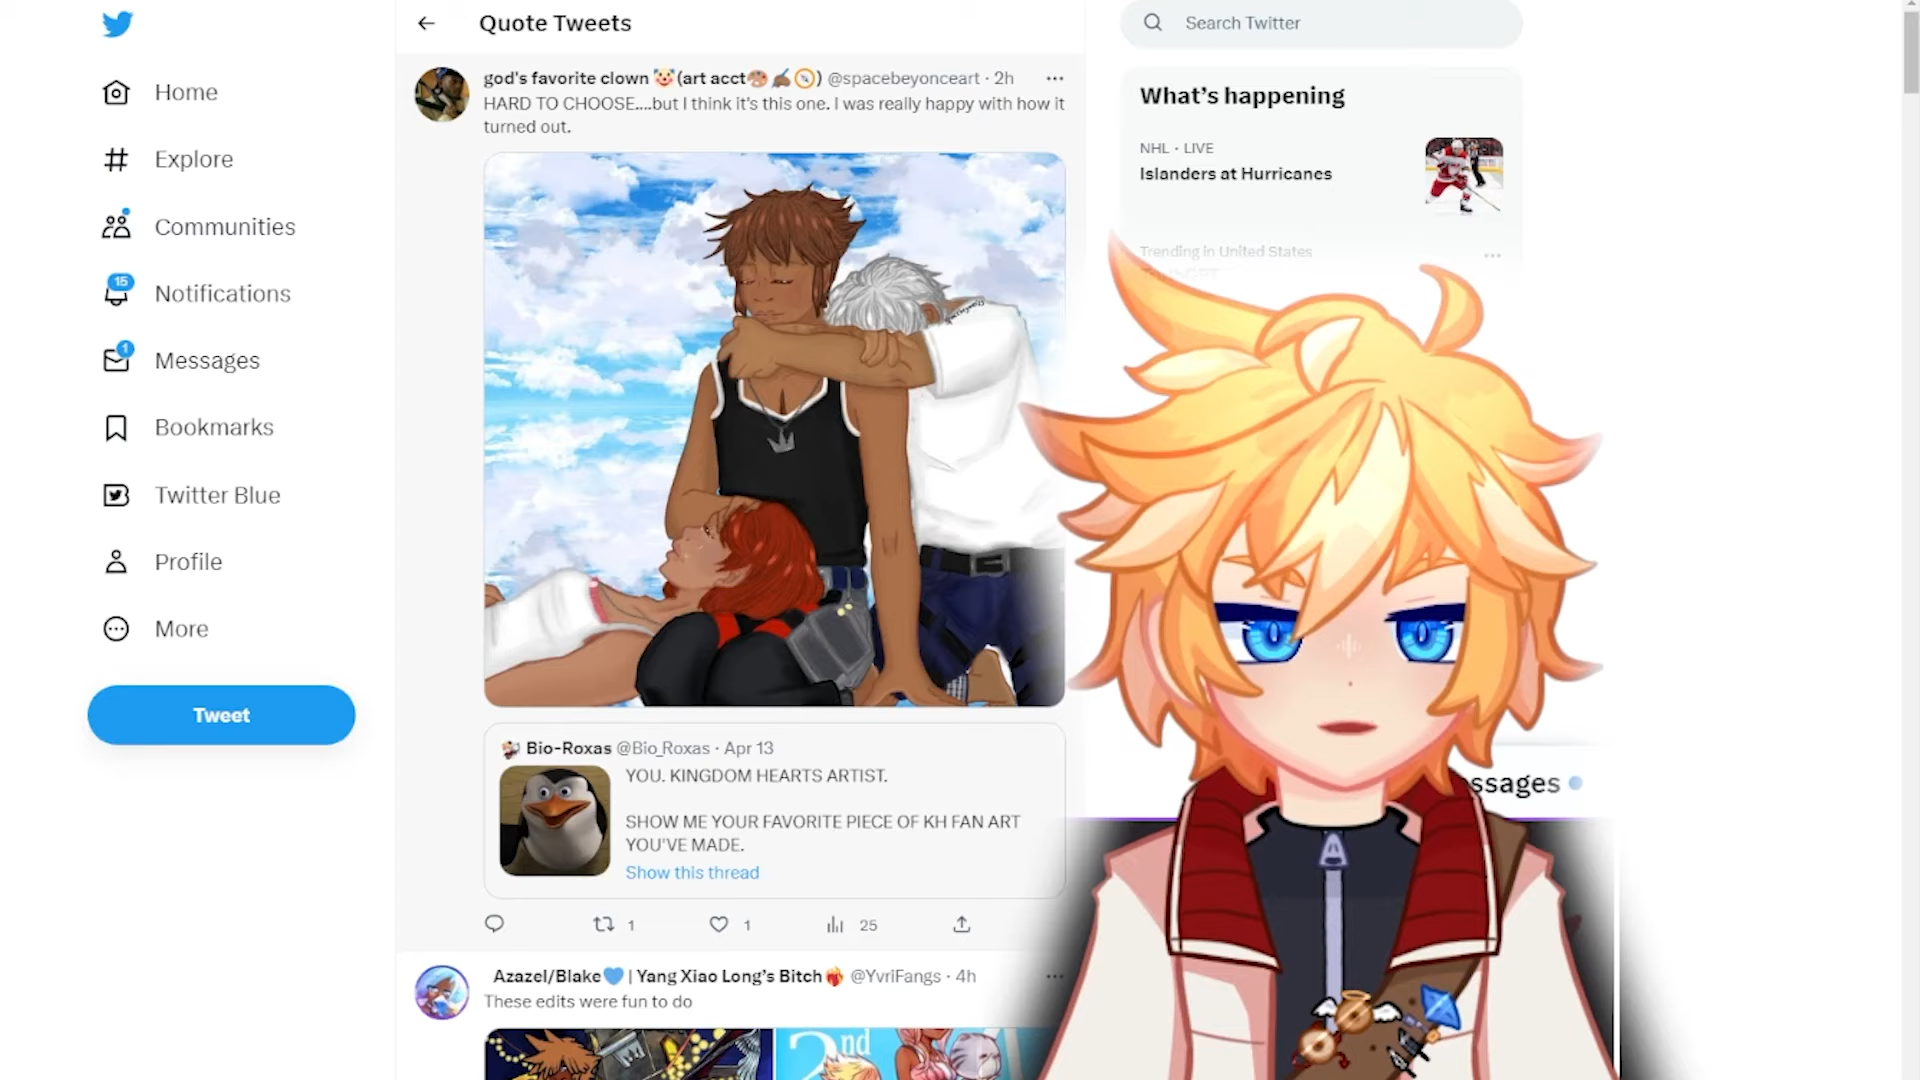 Quote Tweets
Search Twitter
Home
Explore
Communities
15
Notifications
1
Messages
Bookmarks
Twitter Blue
Profile
More
Tweet
god's favorite clown 🤡(art acct🎨✍🏾🧭) @spacebeyonceart · 2h
HARD TO CHOOSE....but I think it's this one. I was really happy with how it
turned out.
Bio-Roxas @Bio_Roxas · Apr 13
YOU. KINGDOM HEARTS ARTIST.
SHOW ME YOUR FAVORITE PIECE OF KH FAN ART
YOU'VE MADE.
Show this thread
1
1
25
Azazel/Blake💙 | Yang Xiao Long's Bitch❤️‍🔥 @YvriFangs · 4h
These edits were fun to do
2nd
What's happening
NHL · LIVE
Islanders at Hurricanes
Trending in United States
ssages